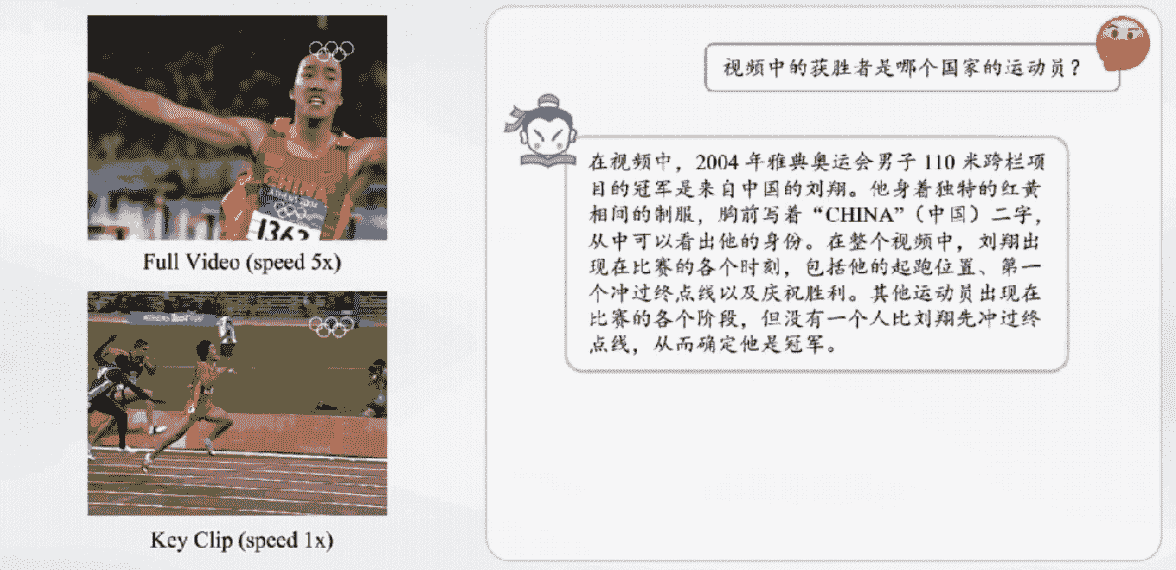 CHINA
1363
Full Video (speed 5x)
Key Clip (speed 1x)
视频中的获胜者是哪个国家的运动员？
在视频中，2004 年雅典奥运会男子 110 米跨栏项
目的冠军是来自中国的刘翔。他身着独特的红黄
相间的制服，胸前写着“CHINA”（中国）二字，
从中可以看出他的身份。在整个视频中，刘翔出
现在比赛的各个时刻，包括他的起跑位置、第一
个冲过终点线以及庆祝胜利。其他运动员出现在
比赛的各个阶段，但没有一个人比刘翔先冲过终
点线，从而确定他是冠军。